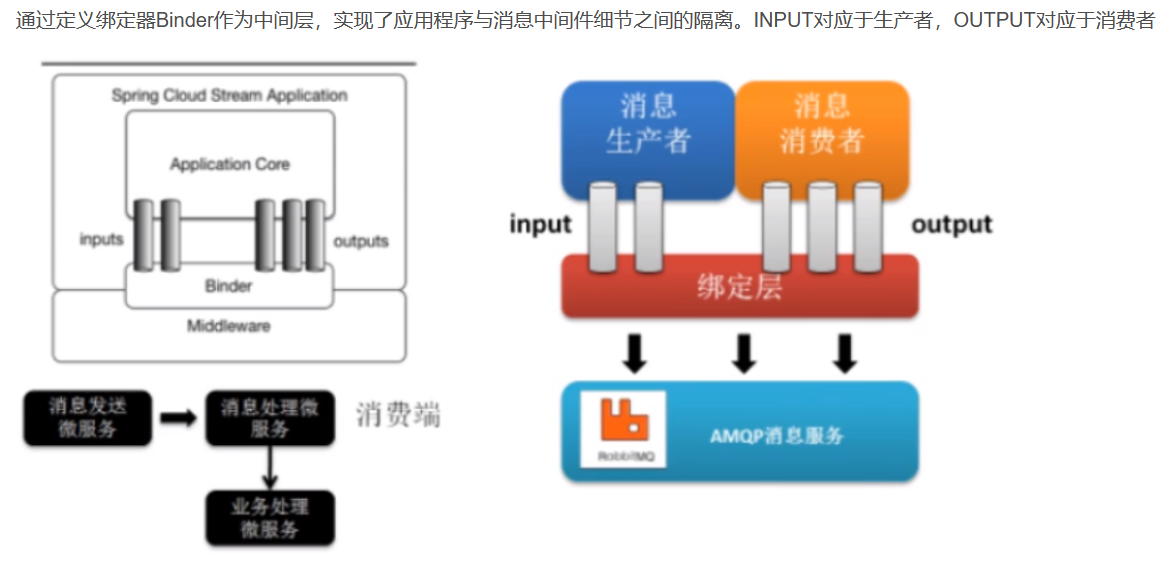 通过定义绑定器Binder作为中间层，实现了应用程序与消息中间件细节之间的隔离。INPUT对应于生产者，OUTPUT对应于消费者
Spring Cloud Stream Application
Application Core
inputs
outputs
Binder
Middleware
消息发送
微服务
消息处理微
服务
消费端
业务处理
微服务
消息
生产者
消息
消费者
input
output
绑定层
RabbitMQ
AMQP消息服务